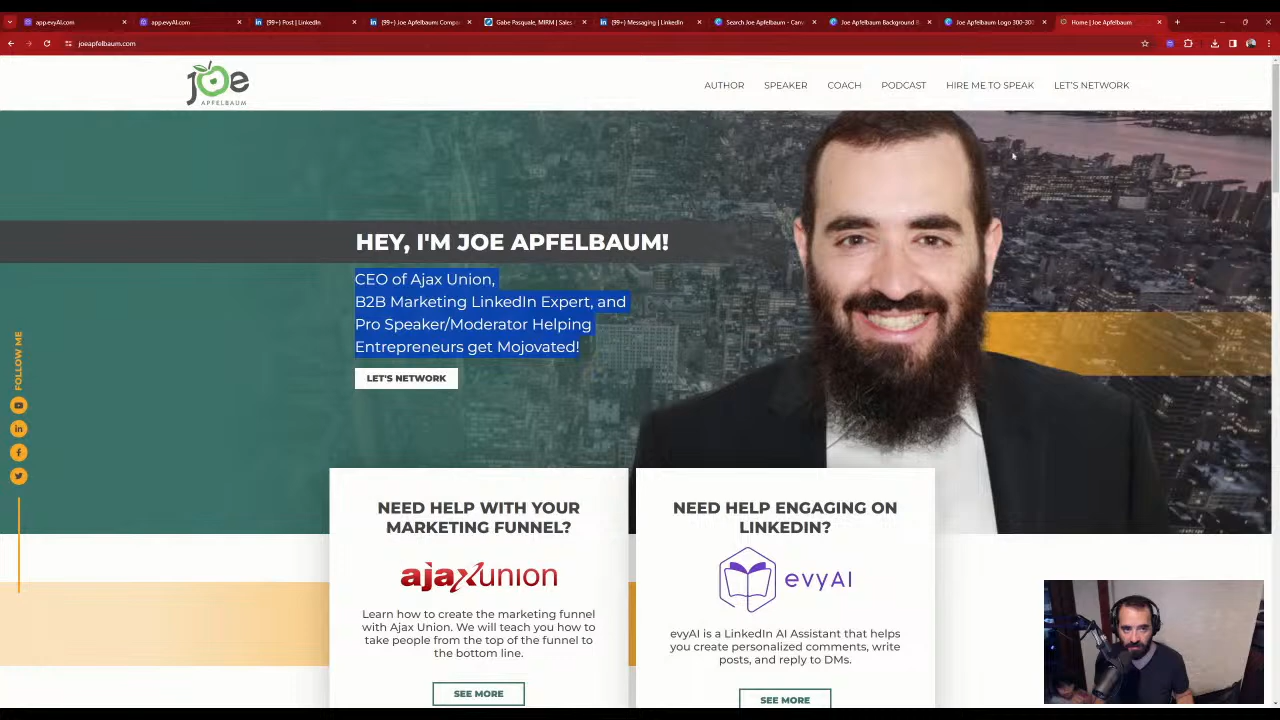 app.evyAI.com
app.evyAI.com
(99+) Post | LinkedIn
(99+) Joe Apfelbaum: Compa
Gabe Pasquale, MIRM | Sales
(99+) Messaging | LinkedIn
Search Joe Apfelbaum - Canv
Joe Apfelbaum Background B
Joe Apfelbaum Logo 300-300
Home | Joe Apfelbaum
joeapfelbaum.com
joe
APFELBAUM
AUTHOR
SPEAKER
COACH
PODCAST
HIRE ME TO SPEAK
LET'S NETWORK
HEY, I'M JOE APFELBAUM!
CEO of Ajax Union,
B2B Marketing LinkedIn Expert, and
Pro Speaker/Moderator Helping
Entrepreneurs get Mojovated!
LET'S NETWORK
FOLLOW ME
NEED HELP WITH YOUR
MARKETING FUNNEL?
ajaxunion
Learn how to create the marketing funnel
with Ajax Union. We will teach you how to
take people from the top of the funnel to
the bottom line.
SEE MORE
NEED HELP ENGAGING ON
LINKEDIN?
evyAI
evyAI is a LinkedIn AI Assistant that helps
you create personalized comments, write
posts, and reply to DMs.
SEE MORE